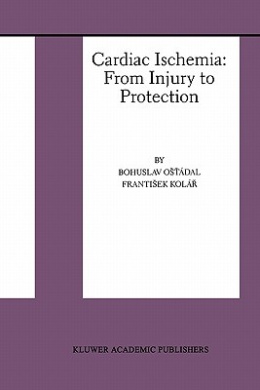 Cardiac Ischemia:
From Injury to
Protection
BY
BOHUSLAV OŠŤÁDAL
FRANTIŠEK KOLÁŘ
KLUWER ACADEMIC PUBLISHERS